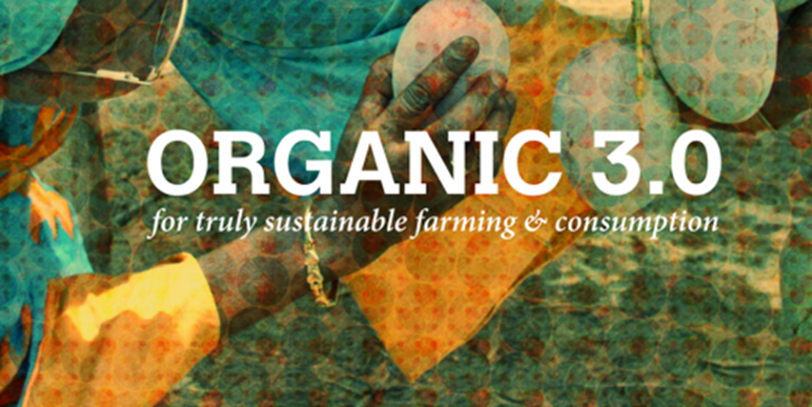 ORGANIC 3.0
for truly sustainable farming & consumption